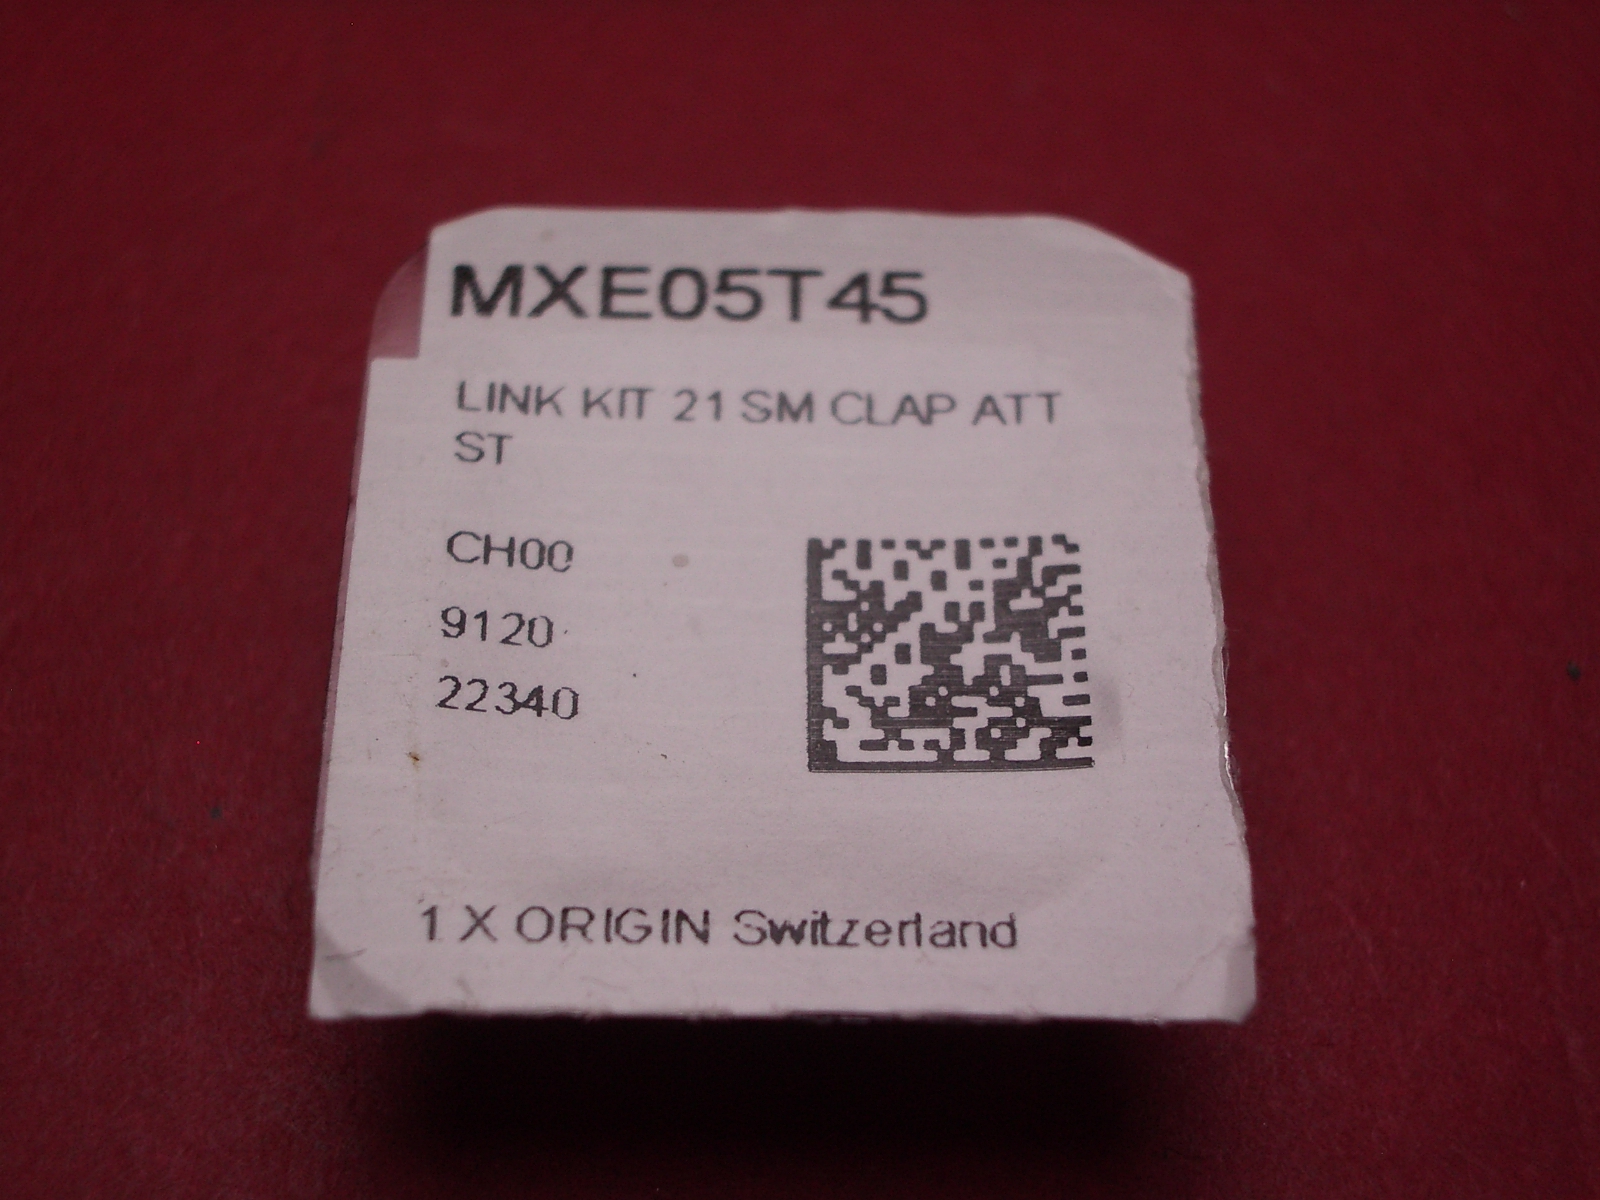 MXE05T45
LINK KIT 21 SM CLAP ATT
ST
CH00
9120
22340
1 X ORIGIN Switzerland